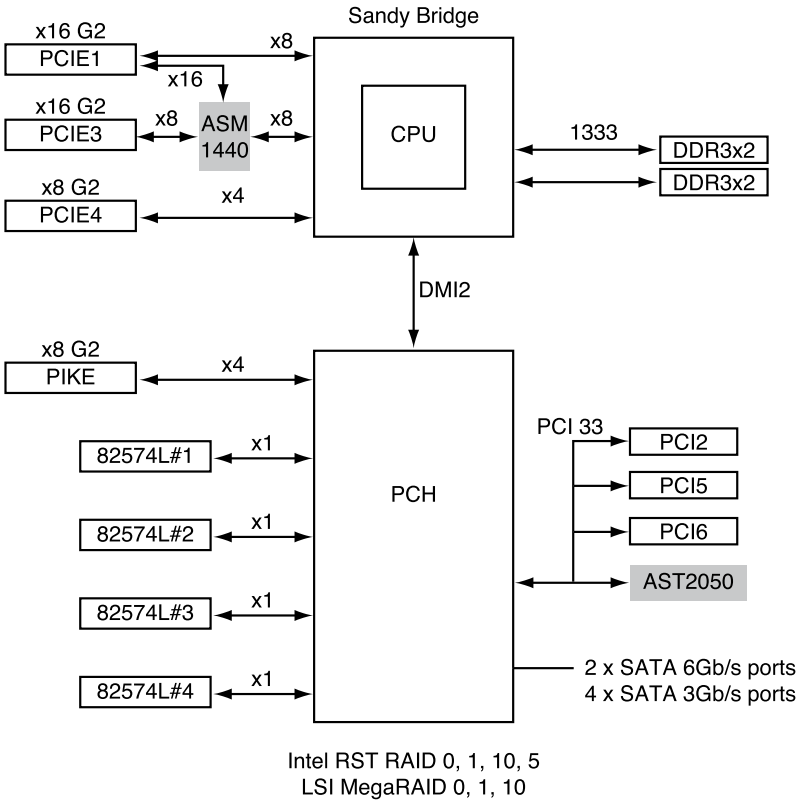 Sandy Bridge
x16 G2
PCIE1
x8
x16
x16 G2
PCIE3
x8
ASM
1440
x8
CPU
1333
DDR3x2
DDR3x2
x8 G2
PCIE4
x4
DMI2
x8 G2
PIKE
x4
82574L#1
x1
82574L#2
x1
82574L#3
x1
82574L#4
x1
PCH
PCI 33
PCI2
PCI5
PCI6
AST2050
2 x SATA 6Gb/s ports
4 x SATA 3Gb/s ports
Intel RST RAID 0, 1, 10, 5
LSI MegaRAID 0, 1, 10